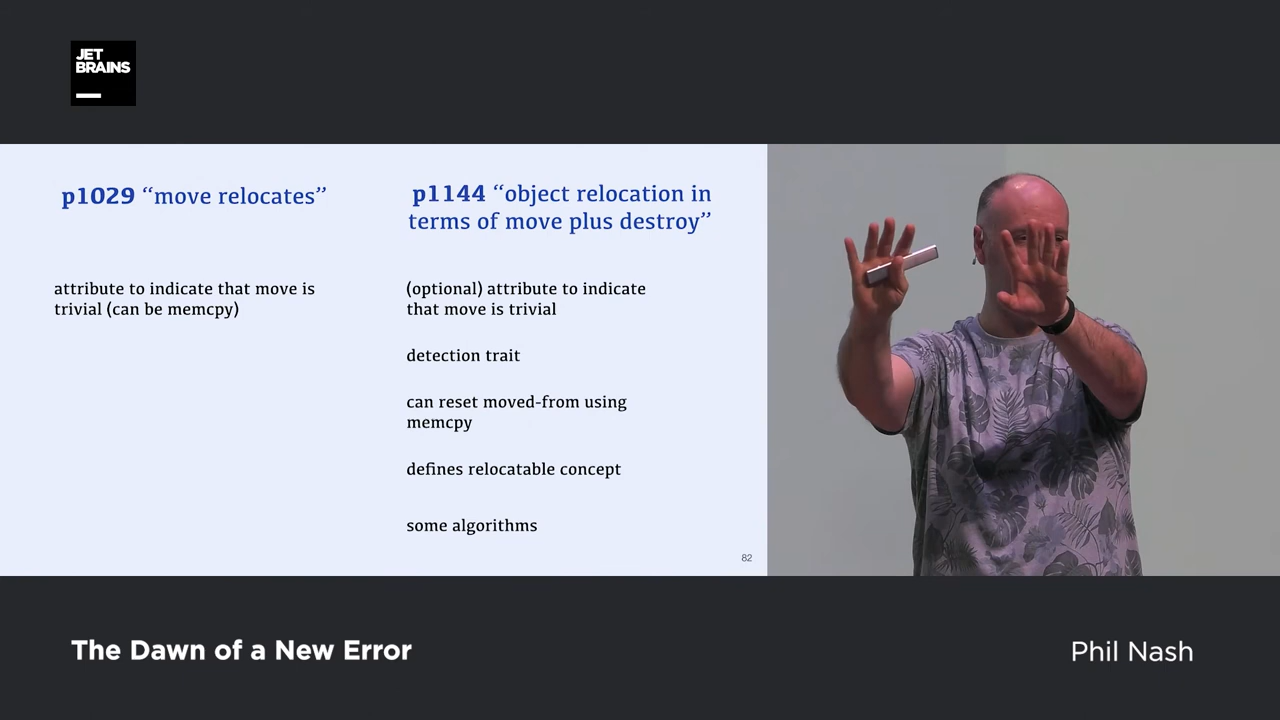 JET
BRAINS
p1029 “move relocates”
attribute to indicate that move is
trivial (can be memcpy)
p1144 “object relocation in
terms of move plus destroy”
(optional) attribute to indicate
that move is trivial
detection trait
can reset moved-from using
memcpy
defines relocatable concept
some algorithms
82
The Dawn of a New Error
Phil Nash